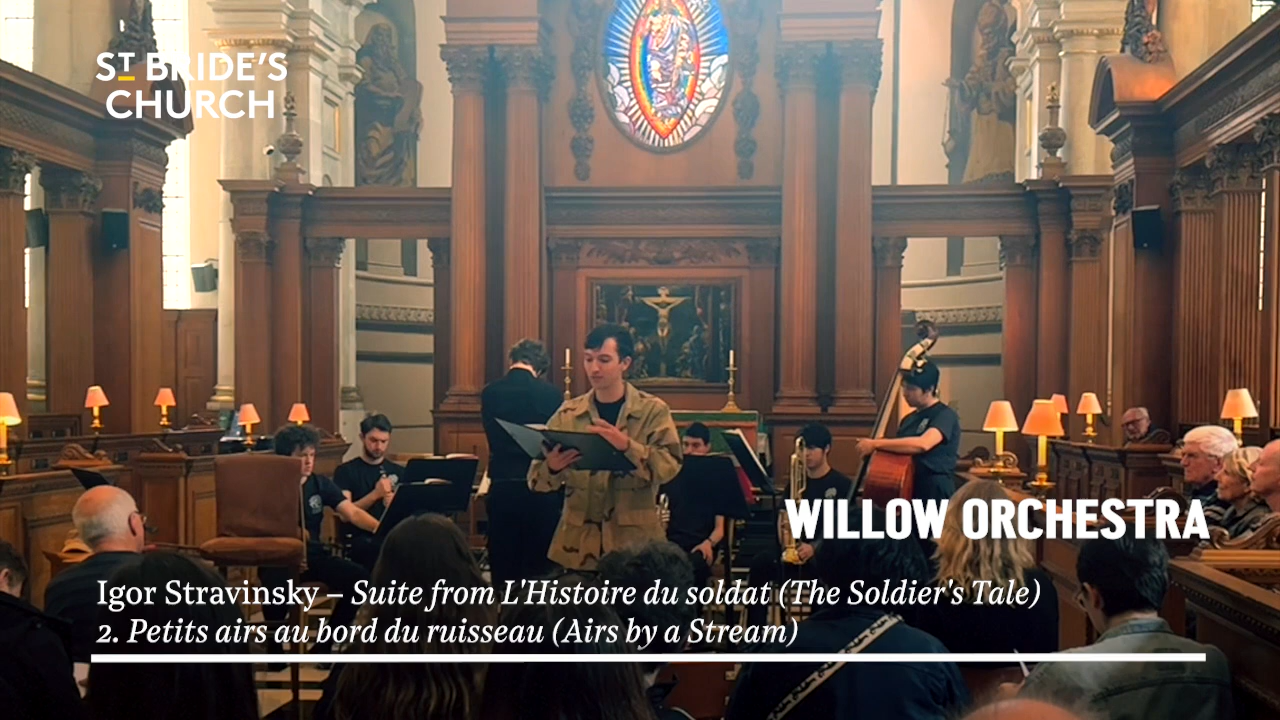 ST BRIDE'S
CHURCH
WILLOW ORCHESTRA
Igor Stravinsky – Suite from L'Histoire du soldat (The Soldier's Tale)
2. Petits airs au bord du ruisseau (Airs by a Stream)